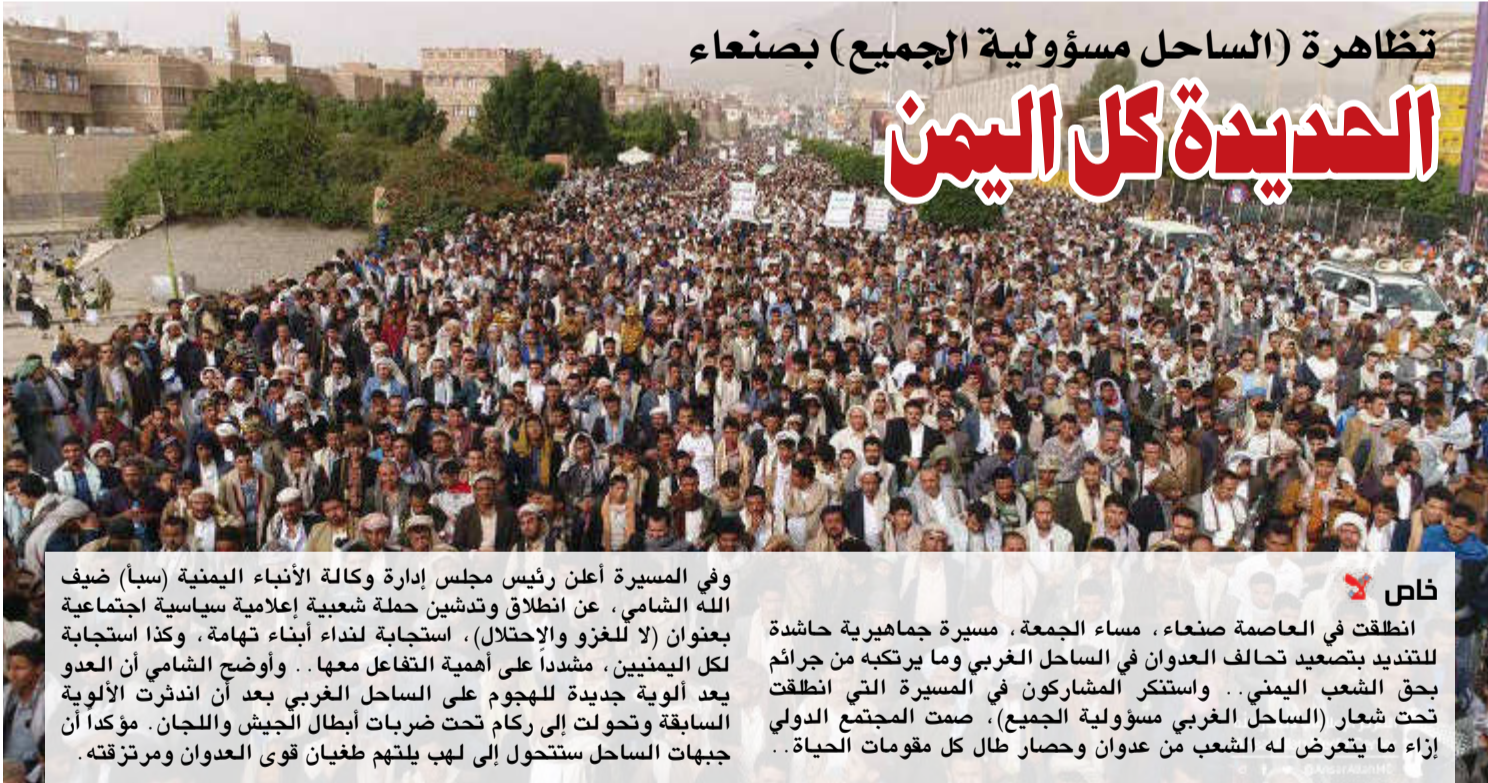 تظاهرة (الساحل مسؤولية الجميع) بصنعاء
الحديدة كل اليمن
خاص لا
انطلقت في العاصمة صنعاء، مساء الجمعة، مسيرة جماهيرية حاشدة
للتنديد بتصعيد تحالف العدوان في الساحل الغربي وما يرتكبه من جرائم
بحق الشعب اليمني.. واستنكر المشاركون في المسيرة التي انطلقت
تحت شعار (الساحل الغربي مسؤولية الجميع)، صمت المجتمع الدولي
إزاء ما يتعرض له الشعب من عدوان وحصار طال كل مقومات الحياة..
وفي المسيرة أعلن رئيس مجلس إدارة وكالة الأنباء اليمنية (سبأ) ضيف
الله الشامي، عن انطلاق وتدشين حملة شعبية إعلامية سياسية اجتماعية
بعنوان (لا للغزو والاحتلال)، استجابة لنداء أبناء تهامة، وكذا استجابة
لكل اليمنيين، مشدداً على أهمية التفاعل معها.. وأوضح الشامي أن العدو
يعد ألوية جديدة للهجوم على الساحل الغربي بعد أن اندثرت الألوية
السابقة وتحولت إلى ركام تحت ضربات أبطال الجيش واللجان. مؤكداً أن
جبهات الساحل ستتحول إلى لهب يلتهم طغيان قوى العدوان ومرتزقته.